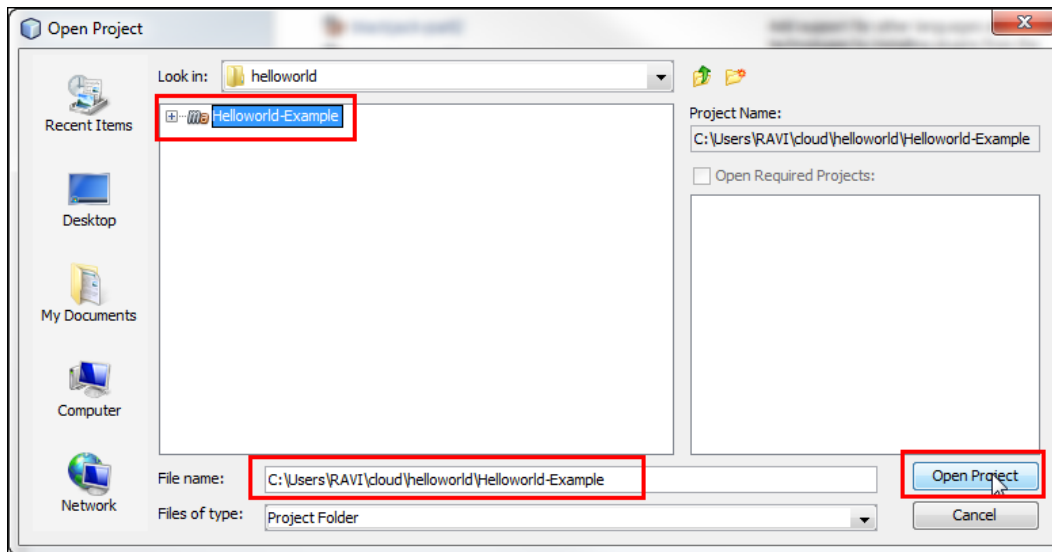 Open Project
Look in:
helloworld
Recent Items
Desktop
My Documents
Computer
Network
Helloworld-Example
Project Name:
C:\Users\RAVI\cloud\helloworld\Helloworld-Example
Open Required Projects:
File name:
C:\Users\RAVI\cloud\helloworld\Helloworld-Example
Open Project
Files of type:
Project Folder
Cancel